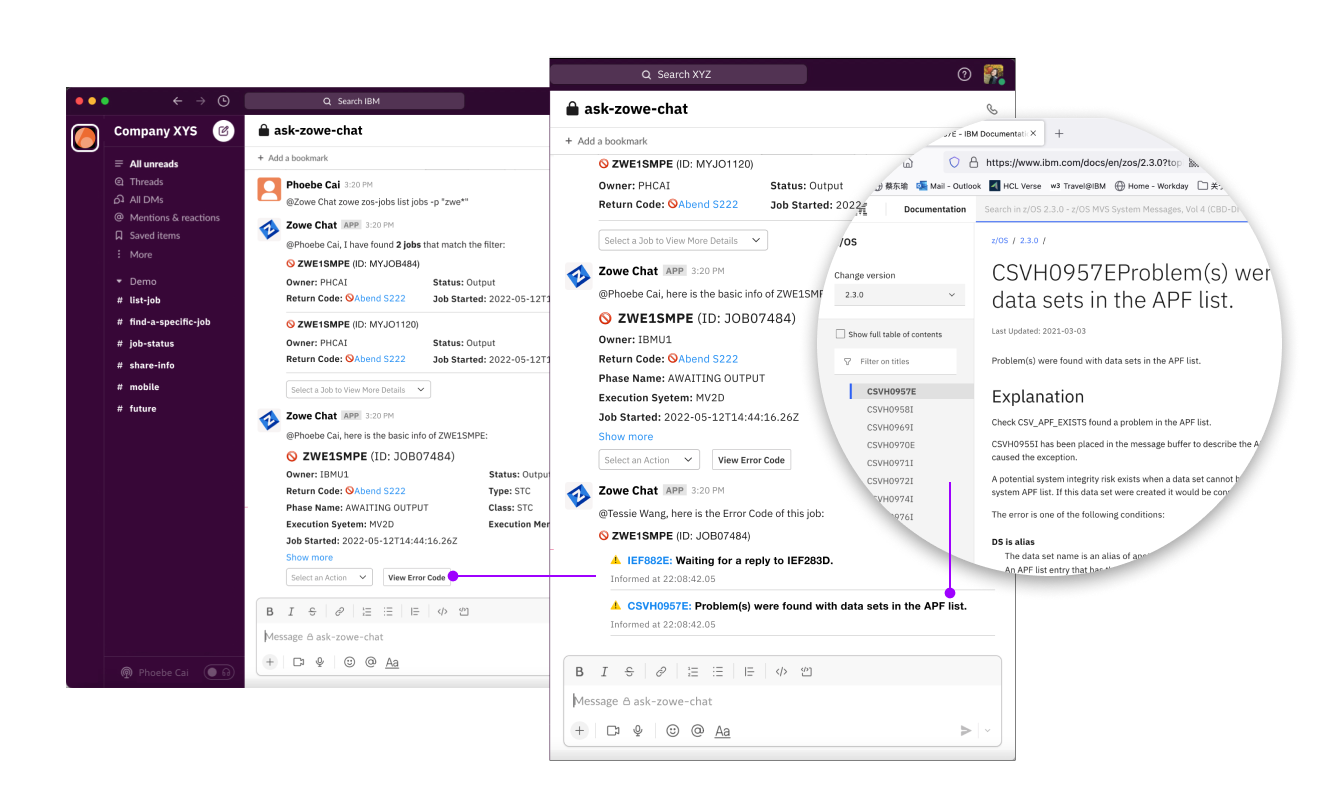 Search IBM
Company XYS
All unreads
Threads
All DMs
Mentions & reactions
Saved items
More
Demo
# list-job
# find-a-specific-job
# job-status
# share-info
# mobile
# future
Phoebe Cai
ask-zowe-chat
+ Add a bookmark
Phoebe Cai 3:20 PM
@Zowe Chat zowe zos-jobs list jobs -p "zwe*"
Zowe Chat APP 3:20 PM
@Phoebe Cai, I have found 2 jobs that match the filter:
ZWE1SMPE (ID: MYJOB484)
Owner: PHCAI Status: Output
Return Code: Abend S222 Job Started: 2022-05-12T1
ZWE1SMPE (ID: MYJO1120)
Owner: PHCAI Status: Output
Return Code: Abend S222 Job Started: 2022-05-12T1
Select a Job to View More Details
Zowe Chat APP 3:20 PM
@Phoebe Cai, here is the basic info of ZWE1SMPE:
ZWE1SMPE (ID: JOB07484)
Owner: IBMU1 Status: Output
Return Code: Abend S222 Type: STC
Phase Name: AWAITING OUTPUT Class: STC
Execution Syetem: MV2D Execution Mem
Job Started: 2022-05-12T14:44:16.26Z
Show more
Select an Action View Error Code
Message ask-zowe-chat
Aa
Search XYZ
ask-zowe-chat
+ Add a bookmark
ZWE1SMPE (ID: MYJO1120)
Owner: PHCAI Status: Output
Return Code: Abend S222 Job Started: 2022
Select a Job to View More Details
Zowe Chat APP 3:20 PM
@Phoebe Cai, here is the basic info of ZWE1SMP
ZWE1SMPE (ID: JOB07484)
Owner: IBMU1
Return Code: Abend S222
Phase Name: AWAITING OUTPUT
Execution Syetem: MV2D
Job Started: 2022-05-12T14:44:16.26Z
Show more
Select an Action View Error Code
Zowe Chat APP 3:20 PM
@Tessie Wang, here is the Error Code of this job:
ZWE1SMPE (ID: JOB07484)
IEF882E: Waiting for a reply to IEF283D.
Informed at 22:08:42.05
CSVH0957E: Problem(s) were found with data sets in the APF list.
Informed at 22:08:42.05
Message ask-zowe-chat
Aa
7E - IBM Documentati
https://www.ibm.com/docs/en/zos/2.3.0?top
蔡东瑜 Mail - Outlook HCL Verse w3 Travel@IBM Home - Workday
Documentation
Search in z/OS 2.3.0 - z/OS MVS System Messages, Vol 4 (CBD-D
/OS
Change version
2.3.0
Show full table of contents
Filter on titles
CSVH0957E
CSVH0958I
CSVH0969I
CSVH0970E
CSVH0971I
CSVH0972I
SVH0974I
0976I
z/OS / 2.3.0 /
CSVH0957EProblem(s) wer
data sets in the APF list.
Last Updated: 2021-03-03
Problem(s) were found with data sets in the APF list.
Explanation
Check CSV_APF_EXISTS found a problem in the APF list.
CSVH0955I has been placed in the message buffer to describe the A
caused the exception.
A potential system integrity risk exists when a data set cannot b
system APF list. If this data set were created it would be con
The error is one of the following conditions:
DS is alias
The data set name is an alias of ano
An APF list entry that has th